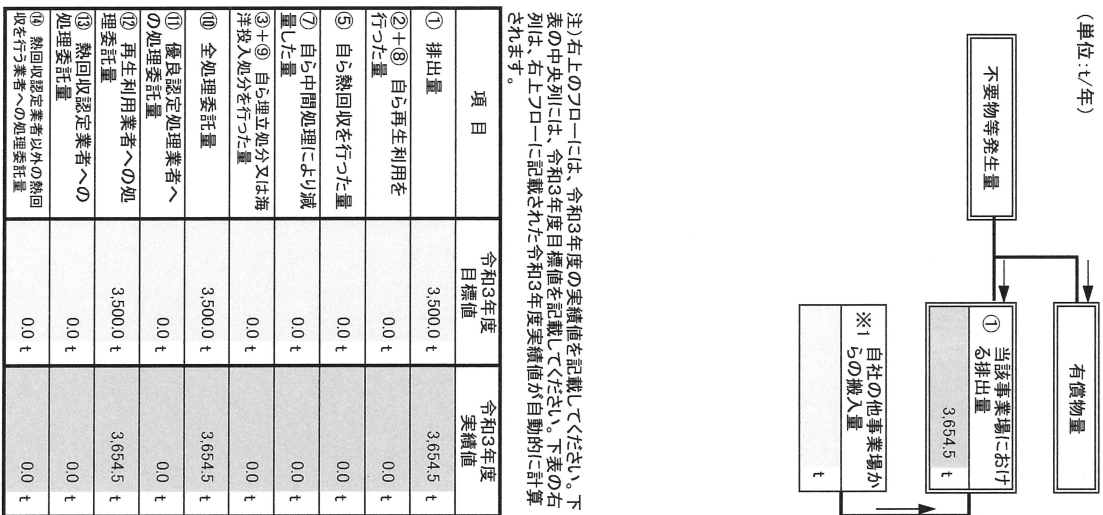 (単位:t/年)
不要物等発生量
有償物量
①
当該事業場におけ
る排出量
3,654.5 t
※1
自社の他事業場か
らの搬入量
t
注)右上のフローには、令和3年度の実績値を記載してください。下
表の中央列には、令和3年度目標値を記載してください。下表の右
列は、右上フローに記載された令和3年度実績値が自動的に計算
されます。
項 目
令和3年度
目標値
令和3年度
実績値
① 排出量
3,500.0 t
3,654.5 t
②+⑧ 自ら再生利用を
行った量
0.0 t
0.0 t
⑤ 自ら熱回収を行った量
0.0 t
0.0 t
⑦ 自ら中間処理により減
量した量
0.0 t
0.0 t
③+⑨ 自ら埋立処分又は海
洋投入処分を行った量
0.0 t
0.0 t
⑩ 全処理委託量
3,500.0 t
3,654.5 t
⑪ 優良認定処理業者へ
の処理委託量
0.0 t
0.0 t
⑫ 再生利用業者への処
理委託量
3,500.0 t
3,654.5 t
⑬ 熱回収認定業者への
処理委託量
0.0 t
0.0 t
⑭ 熱回収認定業者以外の熱回
収を行う業者への処理委託量
0.0 t
0.0 t